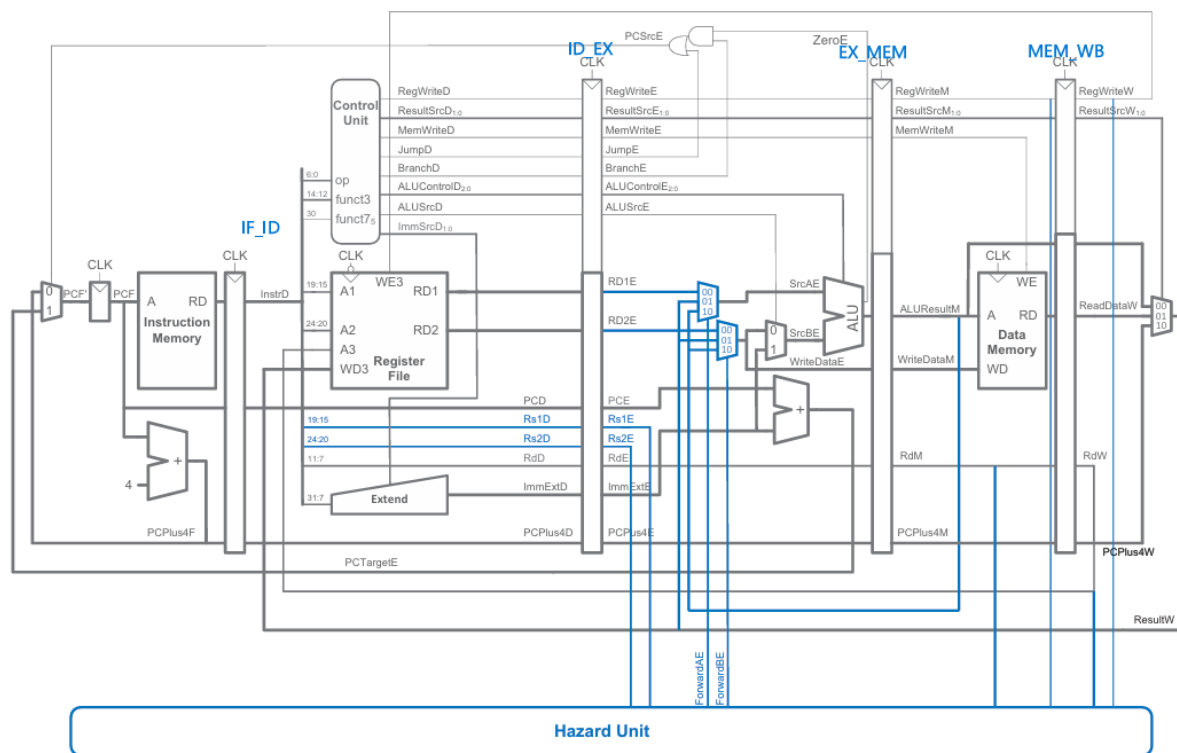 ID_EX
EX_MEM
MEM_WB
PCSrcE
ZeroE
CLK
CLK
CLK
Control
Unit
RegWriteD
RegWriteE
RegWriteM
RegWriteW
ResultSrcD1:0
ResultSrcE1:0
ResultSrcM1:0
ResultSrcW1:0
MemWriteD
MemWriteE
MemWriteM
JumpD
JumpE
BranchD
BranchE
6:0
op
14:12
funct3
30
funct75
ALUControlD2:0
ALUControlE2:0
ALUSrcD
ALUSrcE
ImmSrcD1:0
IF_ID
CLK
CLK
CLK
CLK
0
1
PCF'
PCF
A
RD
Instruction
Memory
InstrD
19:15
A1
WE3
RD1
24:20
A2
RD2
A3
WD3
Register
File
RD1E
RD2E
00
01
10
00
01
10
0
1
SrcAE
SrcBE
ALU
WriteDataE
ALUResultM
WriteDataM
WE
A
RD
Data
Memory
WD
ReadDataW
00
01
10
PCD
PCE
19:15
Rs1D
Rs1E
24:20
Rs2D
Rs2E
11:7
RdD
RdE
RdM
RdW
+
4
+
31:7
Extend
ImmExtD
ImmExtE
PCPlus4F
PCPlus4D
PCPlus4E
PCPlus4M
PCPlus4W
PCTargetE
ResultW
ForwardAE
ForwardBE
Hazard Unit